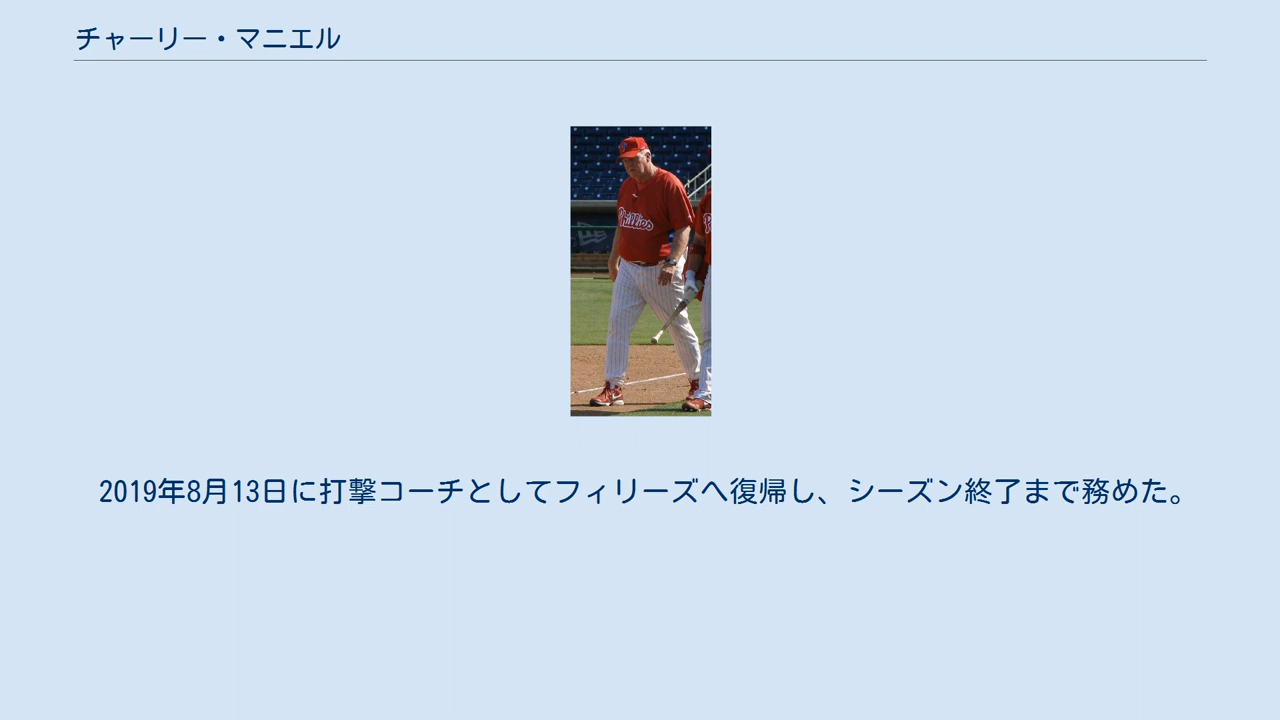 チャーリー・マニエル
Phillies
2019年8月13日に打撃コーチとしてフィリーズへ復帰し、シーズン終了まで務めた。